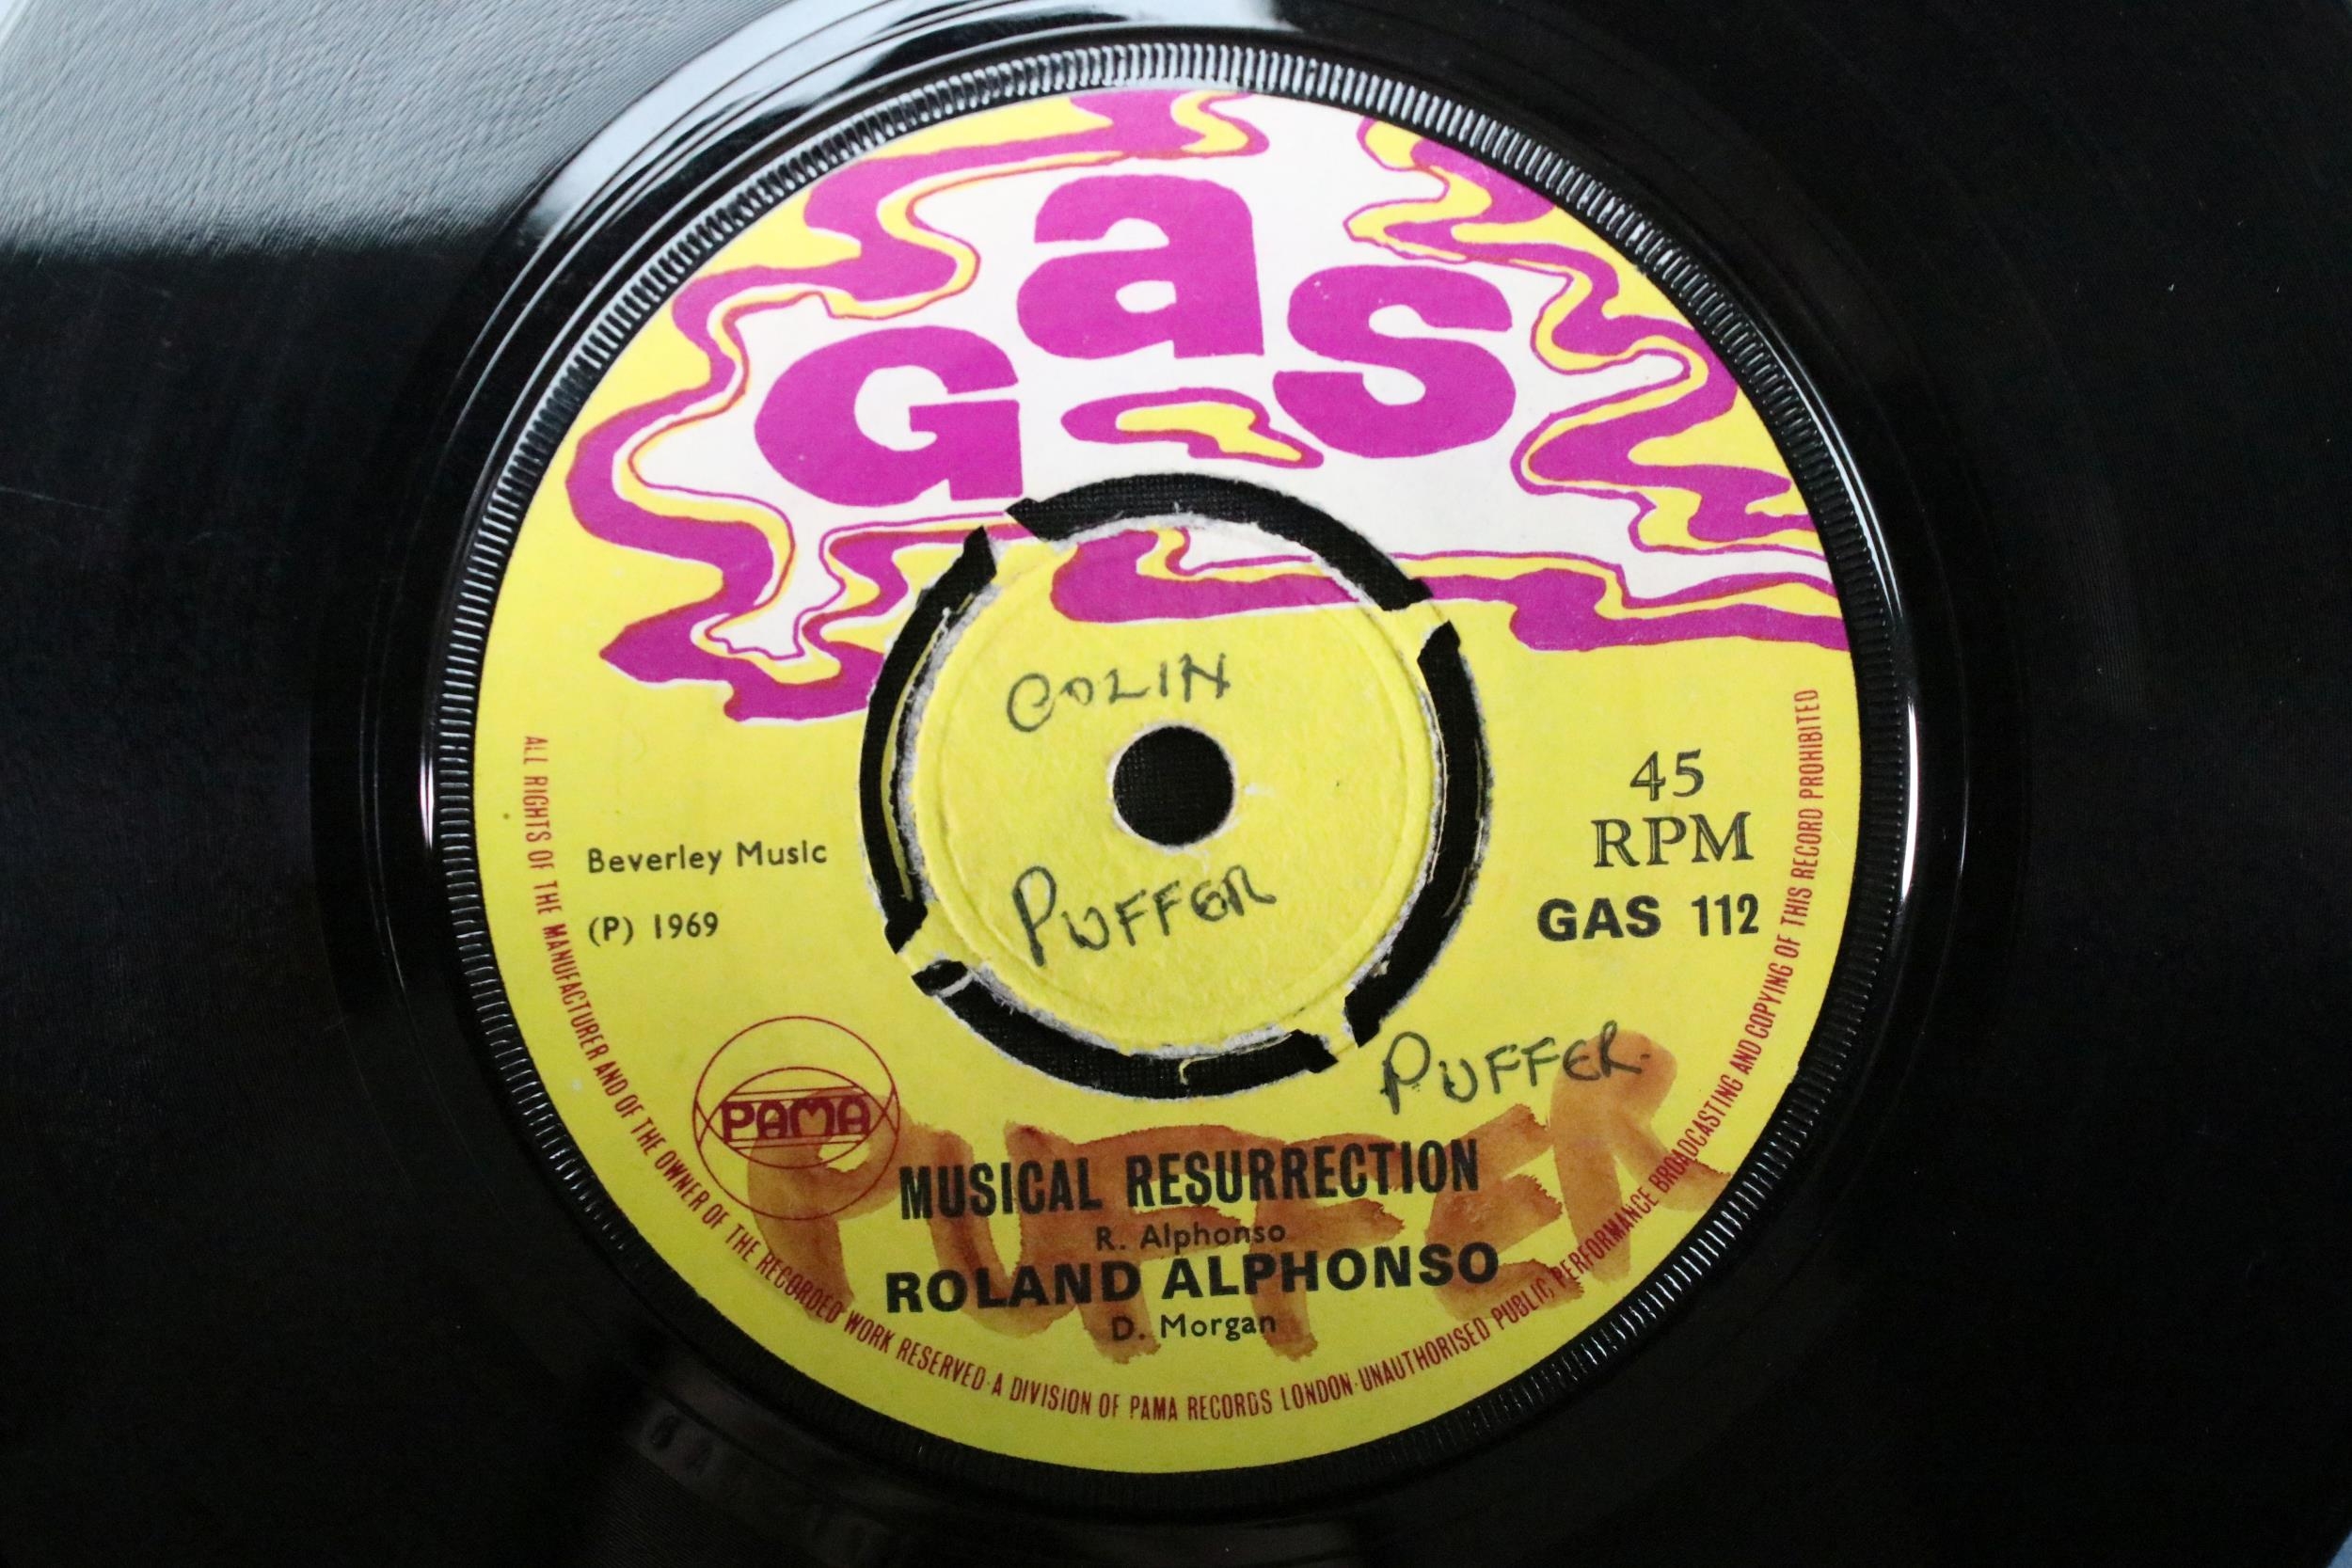 Gas
COLIN
PUFFER
45
RPM
GAS 112
Beverley Music
(P) 1969
PUFFER.
PAMA
PUFFER
MUSICAL RESURRECTION
R. Alphonso
ROLAND ALPHONSO
D. Morgan
ALL RIGHTS OF THE MANUFACTURER AND OF THE OWNER OF THE RECORDED WORK RESERVED·A DIVISION OF PAMA RECORDS LONDON·UNAUTHORISED PUBLIC PERFORMANCE BROADCASTING AND COPYING OF THIS RECORD PROHIBITED